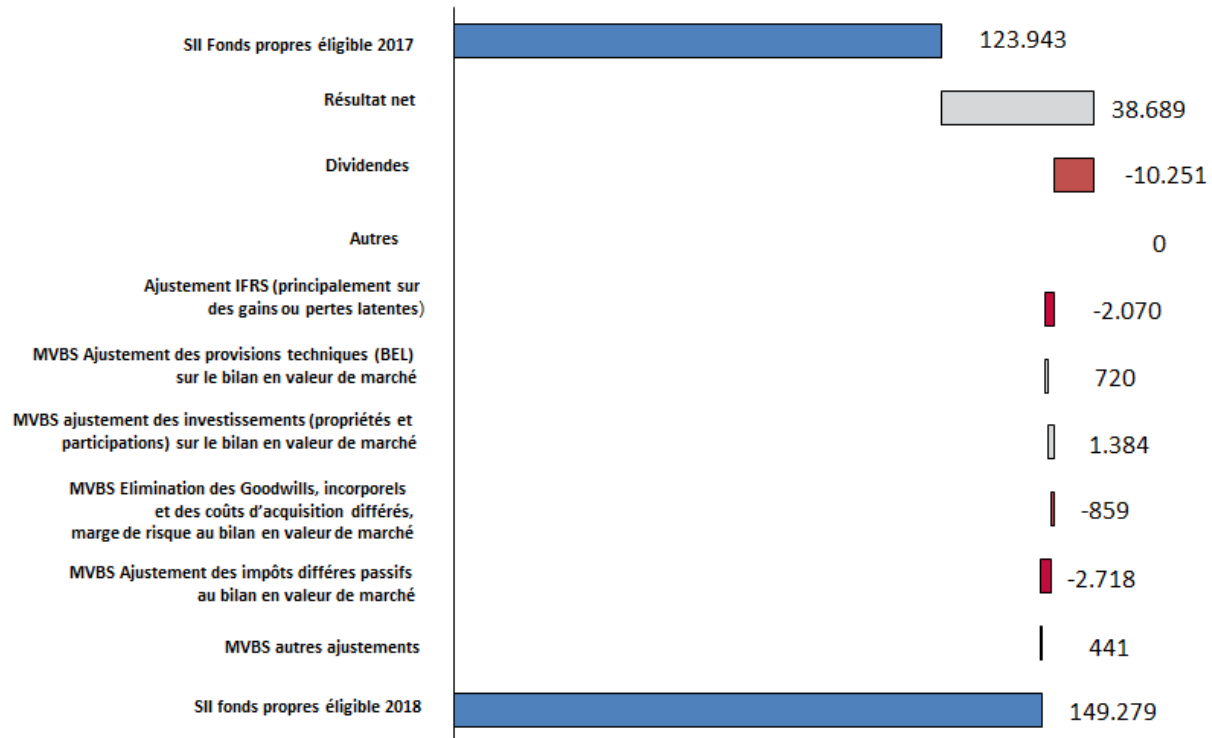 SII Fonds propres éligible 2017
123.943
Résultat net
38.689
Dividendes
-10.251
Autres
0
Ajustement IFRS (principalement sur
des gains ou pertes latentes)
-2.070
MVBS Ajustement des provisions techniques (BEL)
sur le bilan en valeur de marché
720
MVBS ajustement des investissements (propriétés et
participations) sur le bilan en valeur de marché
1.384
MVBS Elimination des Goodwills, incorporels
et des coûts d'acquisition différés,
marge de risque au bilan en valeur de marché
-859
MVBS Ajustement des impôts différes passifs
au bilan en valeur de marché
-2.718
MVBS autres ajustements
441
SII fonds propres éligible 2018
149.279